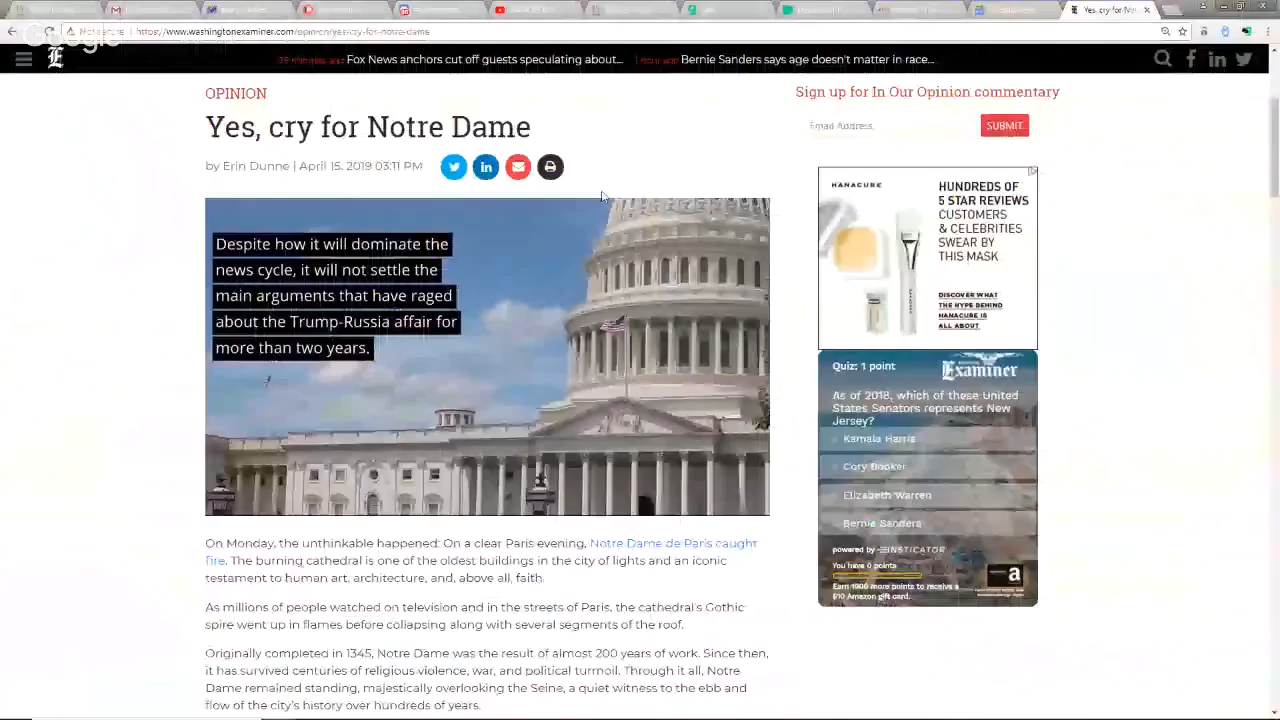 Yes, cry for No
Not secure
https://www.washingtonexaminer.com/opinion/yes-cry-for-notre-dame
Google
Fox News anchors cut off guests speculating about...
Bernie Sanders says age doesn't matter in race...
OPINION
Yes, cry for Notre Dame
by Erin Dunne | April 15, 2019 03:11 PM
Despite how it will dominate the
news cycle, it will not settle the
main arguments that have raged
about the Trump-Russia affair for
more than two years.
On Monday, the unthinkable happened: On a clear Paris evening, Notre Dame de Paris caught
fire. The burning cathedral is one of the oldest buildings in the city of lights and an iconic
testament to human art, architecture, and, above all, faith.
As millions of people watched on television and in the streets of Paris, the cathedral's Gothic
spire went up in flames before collapsing along with several segments of the roof.
Originally completed in 1345, Notre Dame was the result of almost 200 years of work. Since then,
it has survived centuries of religious violence, war, and political turmoil. Through it all, Notre
Dame remained standing, majestically overlooking the Seine, a quiet witness to the ebb and
flow of the city's history over hundreds of years.
Sign up for In Our Opinion commentary
Email Address
SUBMIT
HANACURE
HUNDREDS OF
5 STAR REVIEWS
CUSTOMERS
& CELEBRITIES
SWEAR BY
THIS MASK
DISCOVER WHAT
THE HYPE BEHIND
HANACURE IS
ALL ABOUT
Quiz: 1 point
Examiner
As of 2018, which of these United
States Senators represents New
Jersey?
Kamala Harris
Cory Booker
Elizabeth Warren
Bernie Sanders
powered by INSTICATOR
You have 0 points
Earn 1900 more points to receive a
$10 Amazon gift card.